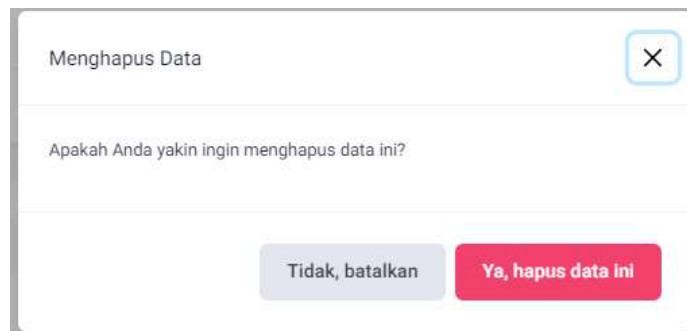 Menghapus Data
Apakah Anda yakin ingin menghapus data ini?
Tidak, batalkan
Ya, hapus data ini